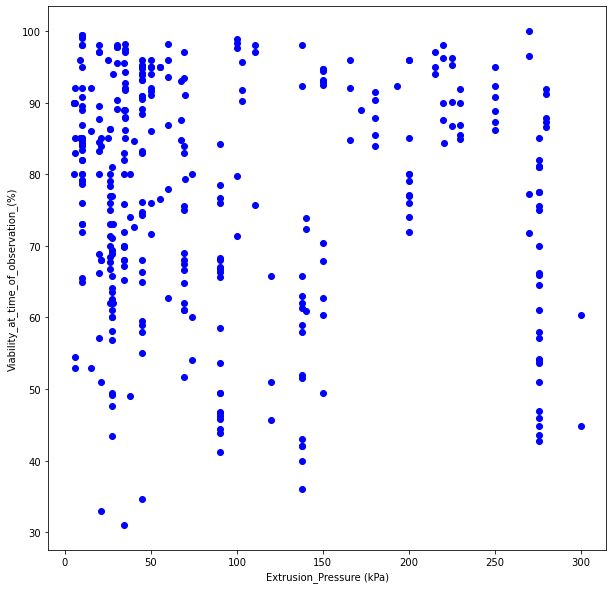 100
90
80
70
60
50
40
30
Viability_at_time_of_observation_(%)
0 50 100 150 200 250 300
Extrusion_Pressure (kPa)